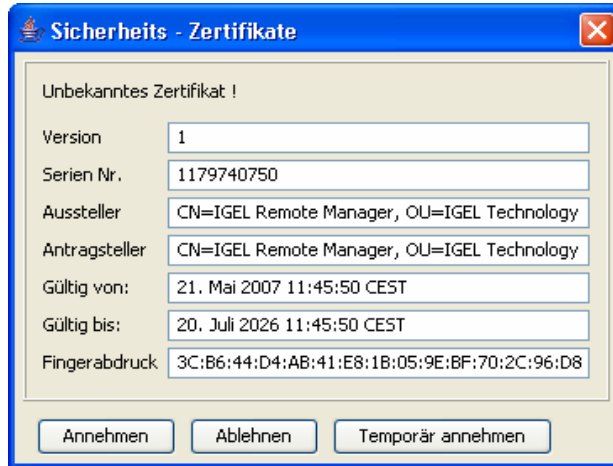 Sicherheits - Zertifikate
Unbekanntes Zertifikat !
Version 1
Serien Nr. 1179740750
Aussteller CN=IGEL Remote Manager, OU=IGEL Technology
Antragsteller CN=IGEL Remote Manager, OU=IGEL Technology
Gültig von: 21. Mai 2007 11:45:50 CEST
Gültig bis: 20. Juli 2026 11:45:50 CEST
Fingerabdruck 3C:B6:44:D4:AB:41:E8:1B:05:9E:BF:70:2C:96:D8
Annehmen Ablehnen Temporär annehmen